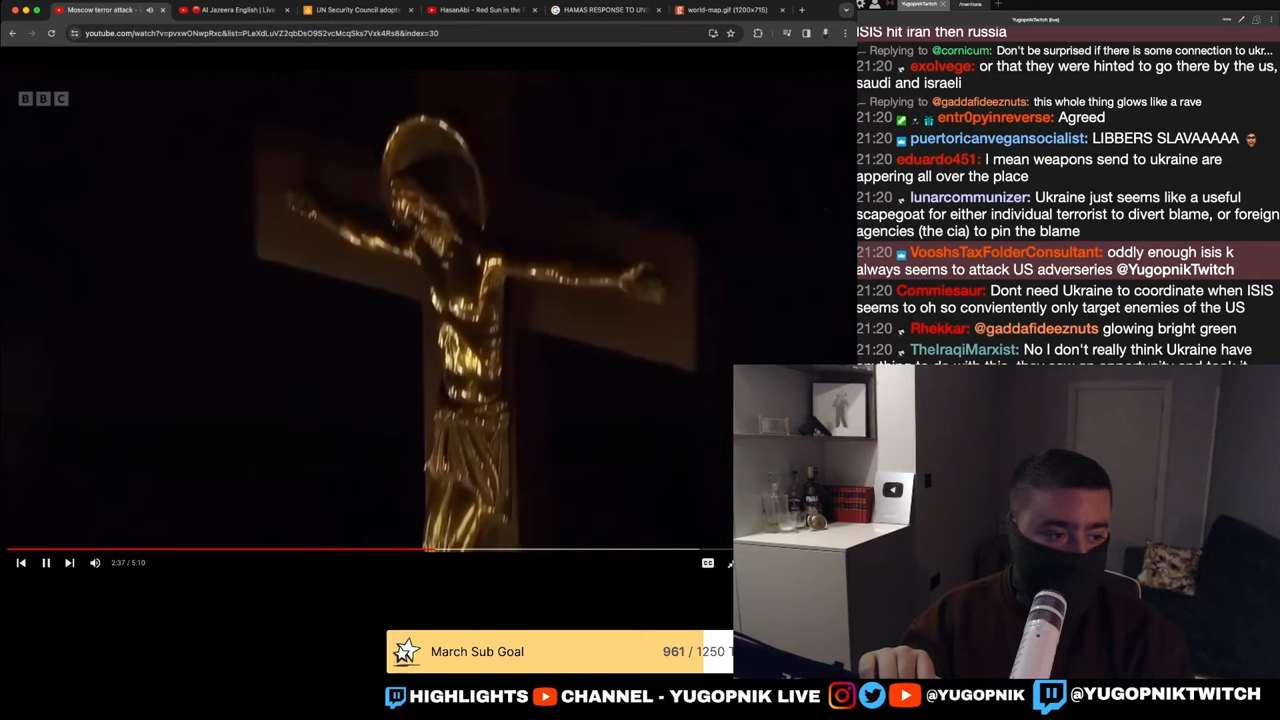 Moscow terror attack -
Al Jazeera English | Live
UN Security Council adopt
HasanAbi - Red Sun in the
HAMAS RESPONSE TO UN
world-map.gif (1200×715)
youtube.com/watch?v=pvxwONwpRxc&list=PLeXdLuVZ2qbDsO9S2vcMcqSks7Vxk4Rs8&index=30
BBC
2:37 / 5:10
CC
YugopnikTwitch
/mentions
YugopnikTwitch (live)
ISIS hit iran then russia
Replying to @cornicum: Don't be surprised if there is some connection to ukr...
21:20 exolvege: or that they were hinted to go there by the us,
saudi and israeli
Replying to @gaddafideeznuts: this whole thing glows like a rave
21:20 entr0pyinreverse: Agreed
21:20 puertoricanvegansocialist: LIBBERS SLAVAAAAA
21:20 eduardo451: I mean weapons send to ukraine are
appering all over the place
21:20 lunarcommunizer: Ukraine just seems like a useful
scapegoat for either individual terrorist to divert blame, or foreign
agencies (the cia) to pin the blame
21:20 VooshsTaxFolderConsultant: oddly enough isis k
always seems to attack US adverseries @YugopnikTwitch
21:20 Commiesaur: Dont need Ukraine to coordinate when ISIS
seems to oh so convientently only target enemies of the US
21:20 Rhekkar: @gaddafideeznuts glowing bright green
21:20 TheIraqiMarxist: No I don't really think Ukraine have
March Sub Goal
961 / 1250
HIGHLIGHTS
CHANNEL - YUGOPNIK LIVE
@YUGOPNIK
@YUGOPNIKTWITCH